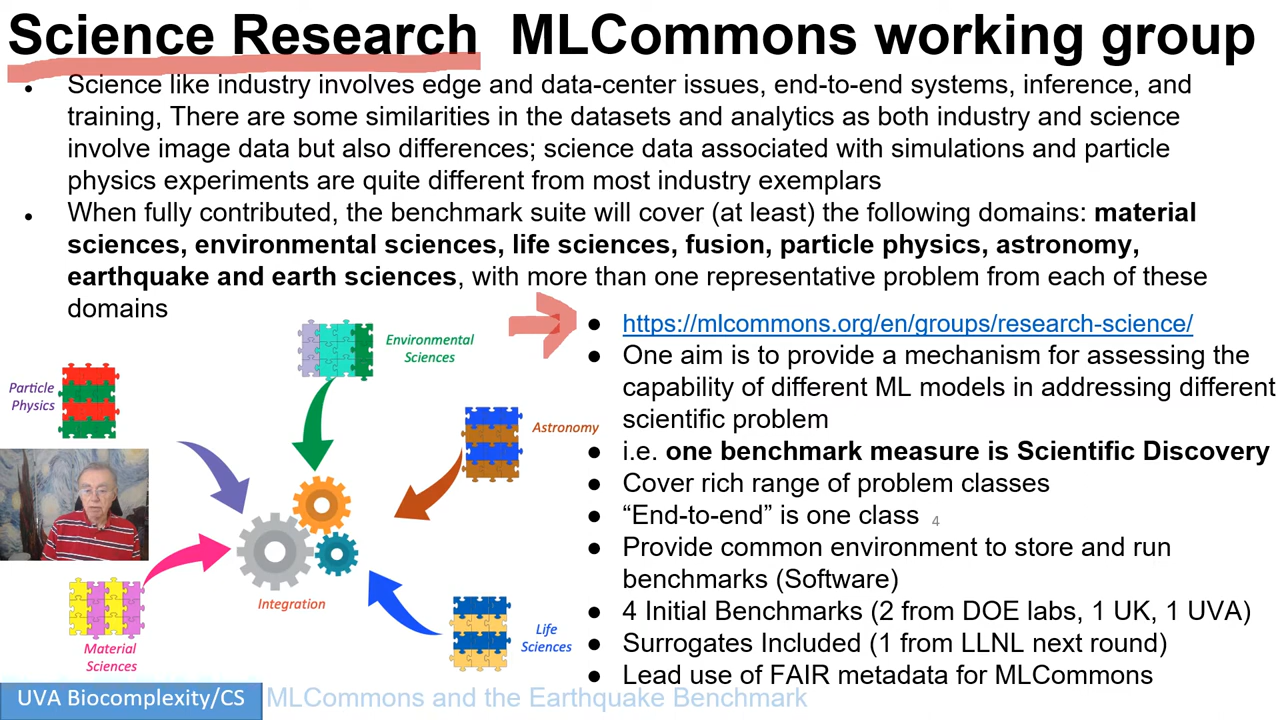 Science Research MLCommons working group
• Science like industry involves edge and data-center issues, end-to-end systems, inference, and
training, There are some similarities in the datasets and analytics as both industry and science
involve image data but also differences; science data associated with simulations and particle
physics experiments are quite different from most industry exemplars
• When fully contributed, the benchmark suite will cover (at least) the following domains: material
sciences, environmental sciences, life sciences, fusion, particle physics, astronomy,
earthquake and earth sciences, with more than one representative problem from each of these
domains
Environmental
Sciences
Particle
Physics
Astronomy
Integration
Material
Sciences
Life
Sciences
● https://mlcommons.org/en/groups/research-science/
● One aim is to provide a mechanism for assessing the
capability of different ML models in addressing different
scientific problem
● i.e. one benchmark measure is Scientific Discovery
● Cover rich range of problem classes
● “End-to-end” is one class 4
● Provide common environment to store and run
benchmarks (Software)
● 4 Initial Benchmarks (2 from DOE labs, 1 UK, 1 UVA)
● Surrogates Included (1 from LLNL next round)
● Lead use of FAIR metadata for MLCommons
UVA Biocomplexity/CS MLCommons and the Earthquake Benchmark